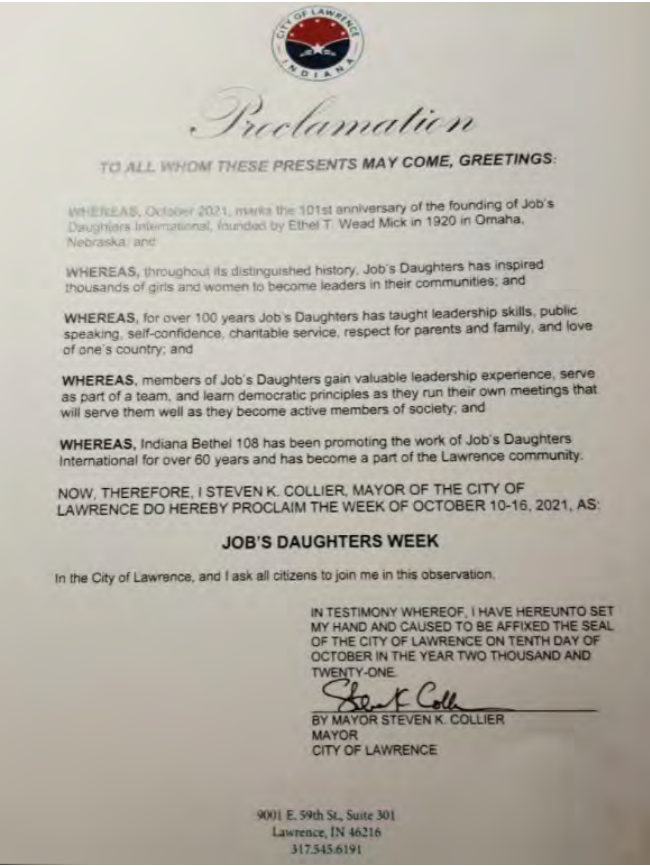 CITY OF LAWRENCE
INDIANA
Proclamation
TO ALL WHOM THESE PRESENTS MAY COME, GREETINGS:
WHEREAS, October 2021, marks the 101st anniversary of the founding of Job's
Daughters International, founded by Ethel T. Wead Mick in 1920 in Omaha,
Nebraska; and
WHEREAS, throughout its distinguished history, Job's Daughters has inspired
thousands of girls and women to become leaders in their communities; and
WHEREAS, for over 100 years Job's Daughters has taught leadership skills, public
speaking, self-confidence, charitable service, respect for parents and family, and love
of one's country; and
WHEREAS, members of Job's Daughters gain valuable leadership experience, serve
as part of a team, and learn democratic principles as they run their own meetings that
will serve them well as they become active members of society; and
WHEREAS, Indiana Bethel 108 has been promoting the work of Job's Daughters
International for over 60 years and has become a part of the Lawrence community.
NOW, THEREFORE, I STEVEN K. COLLIER, MAYOR OF THE CITY OF
LAWRENCE DO HEREBY PROCLAIM THE WEEK OF OCTOBER 10-16, 2021, AS:
JOB'S DAUGHTERS WEEK
In the City of Lawrence, and I ask all citizens to join me in this observation.
IN TESTIMONY WHEREOF, I HAVE HEREUNTO SET
MY HAND AND CAUSED TO BE AFFIXED THE SEAL
OF THE CITY OF LAWRENCE ON TENTH DAY OF
OCTOBER IN THE YEAR TWO THOUSAND AND
TWENTY-ONE.
BY MAYOR STEVEN K. COLLIER
MAYOR
CITY OF LAWRENCE
9001 E. 59th St., Suite 301
Lawrence, IN 46216
317.545.6191